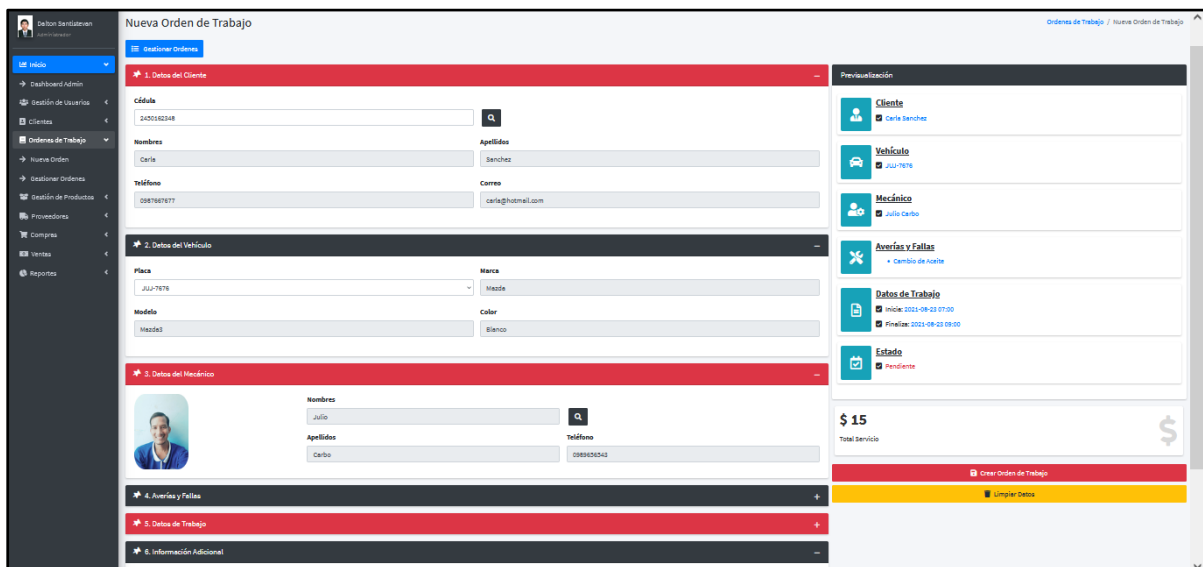 Dalton Santistevan
Administrador
Inicio
Dashboard Admin
Gestión de Usuarios
Clientes
Ordenes de Trabajo
Nueva Orden
Gestionar Ordenes
Gestión de Productos
Proveedores
Compras
Ventas
Reportes
Nueva Orden de Trabajo
Ordenes de Trabajo / Nueva Orden de Trabajo
Gestionar Ordenes
1. Datos del Cliente
Cédula
2450162348
Nombres
Apellidos
Carla
Sanchez
Teléfono
Correo
0987667677
carla@hotmail.com
2. Datos del Vehículo
Placa
Marca
JUJ-7676
Mazda
Modelo
Color
Mazda3
Blanco
3. Datos del Mecánico
Nombres
Julio
Apellidos
Teléfono
Carbo
0989656343
4. Averías y Fallas
5. Datos de Trabajo
6. Información Adicional
Previsualización
Cliente
Carla Sanchez
Vehículo
JUJ-7676
Mecánico
Julio Carbo
Averías y Fallas
Cambio de Aceite
Datos de Trabajo
Inicia: 2021-08-23 07:00
Finaliza: 2021-08-23 09:00
Estado
Pendiente
$ 15
Total Servicio
Crear Orden de Trabajo
Limpiar Datos